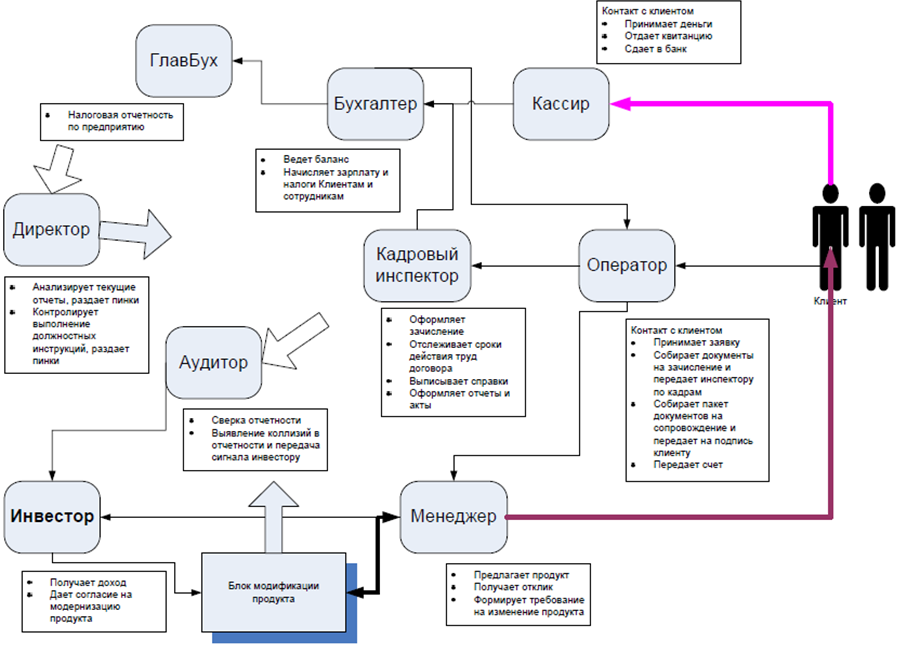 Контакт с клиентом
Принимает деньги
Отдает квитанцию
Сдает в банк
ГлавБух
Бухгалтер
Кассир
Налоговая отчетность
по предприятию
Ведет баланс
Начисляет зарплату и
налоги Клиентам и
сотрудникам
Директор
Кадровый
инспектор
Оператор
Клиент
Анализирует текущие
отчеты, раздает пинки
Контролирует
выполнение
должностных
инструкций, раздает
пинки
Оформляет
зачисление
Отслеживает сроки
действия труд
договора
Выписывает справки
Оформляет отчеты и
акты
Контакт с клиентом
Принимает заявку
Собирает документы
на зачисление и
передает инспектору
по кадрам
Собирает пакет
документов на
сопровождение и
передает на подпись
клиенту
Передает счет
Аудитор
Сверка отчетности
Выявление коллизий в
отчетности и передача
сигнала инвестору
Инвестор
Менеджер
Получает доход
Дает согласие на
модернизацию
продукта
Блок модификации
продукта
Предлагает продукт
Получает отклик
Формирует требование
на изменение продукта